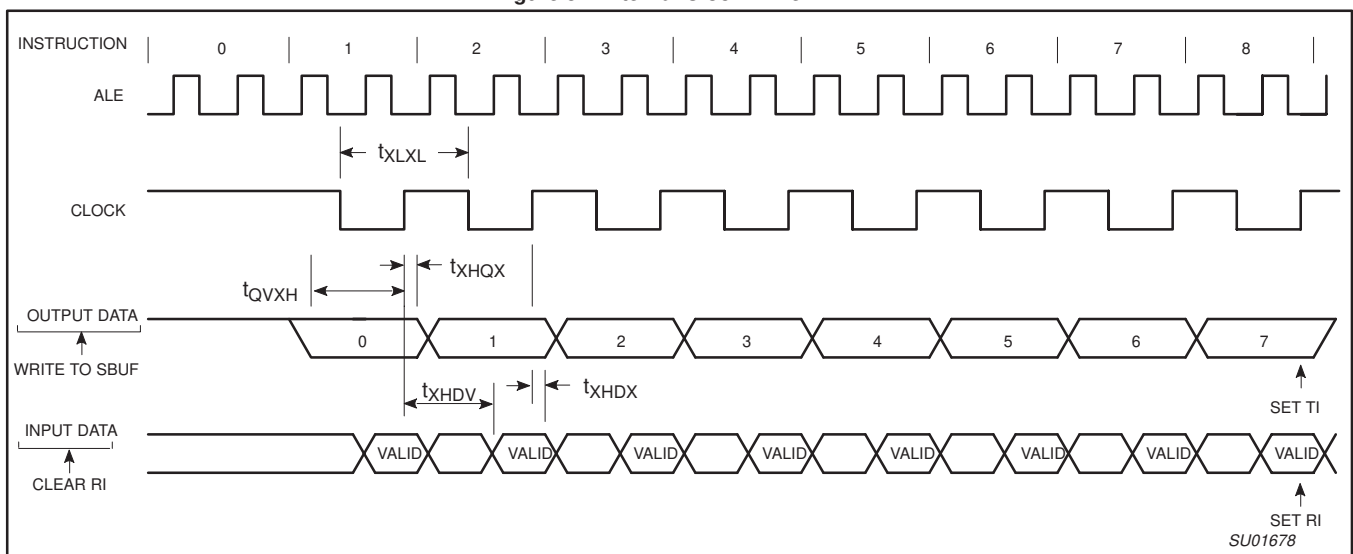 INSTRUCTION 0 1 2 3 4 5 6 7 8
ALE
tXLXL
CLOCK
tXHQX
tQVXH
OUTPUT DATA
0 1 2 3 4 5 6 7
WRITE TO SBUF
tXHDV
tXHDX
SET TI
INPUT DATA
VALID VALID VALID VALID VALID VALID VALID VALID
CLEAR RI
SET RI
SU01678